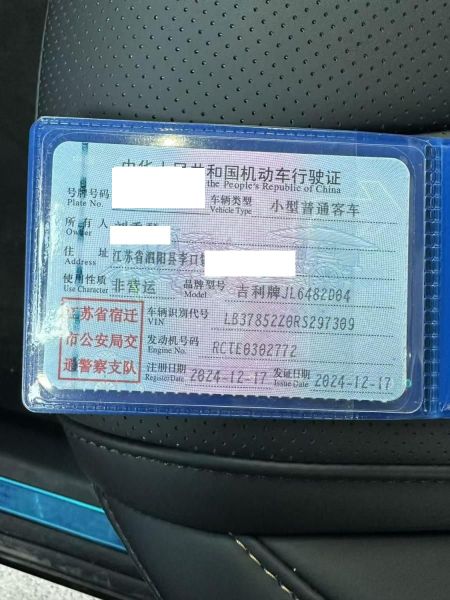 中华人民共和国机动车行驶证
the People's Republic of China
号牌号码 车辆类型 小型普通客车
Plate No. Vehicle Type
所有人
Owner
住址 江苏省泗阳县李口镇
Address
使用性质 非营运 品牌型号 吉利牌JL6482D04
Use Character Model
江苏省宿迁
市公安局交
通警察支队
车辆识别代号 LB37852Z0RS297309
VIN
发动机号码 RCTE0302772
Engine No.
注册日期 2024-12-17 发证日期 2024-12-17
Register Date Issue Date